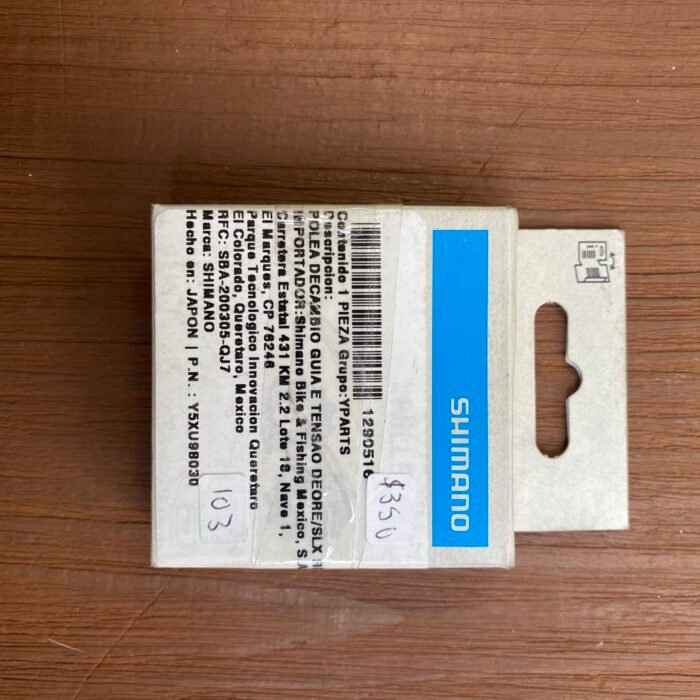 SHIMANO
1290516
Contenido 1 PIEZA Grupo:YPARTS
Descripcion:
POLEA DECAMBIO GUIA E TENSAO DEORE/SLX
IMPORTADOR:Shimano Bike & Fishing Mexico, S.A
Carretera Estatal 431 KM 2.2 Lote 18, Nave 1,
El Marques, CP 76246
Parque Tecnologico Innovacion Queretaro
El Colorado, Queretaro, Mexico
RFC: SBA-200305-QJ7
Marca: SHIMANO
Hecho en: JAPON | P.N. : Y5XU98030
$350
103